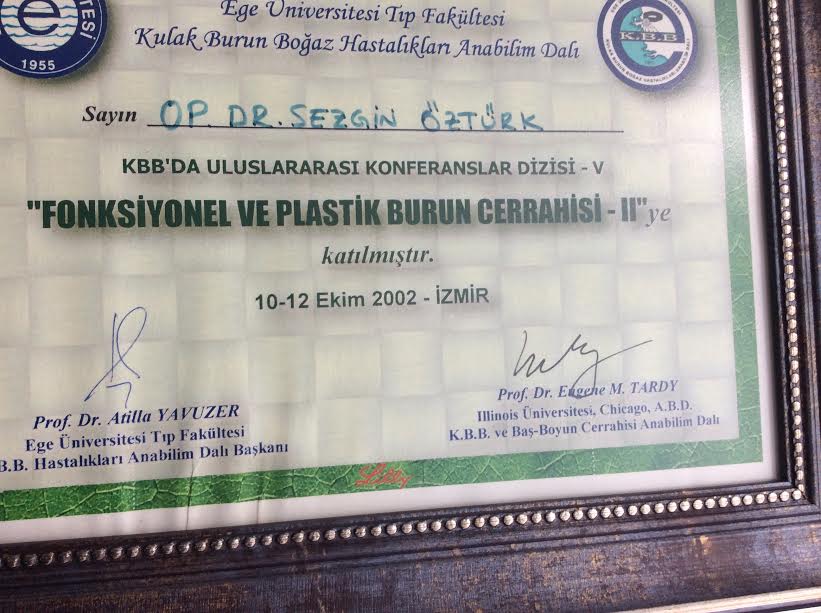 SİTESİ
1955
Ege Üniversitesi Tıp Fakültesi
Kulak Burun Boğaz Hastalıkları Anabilim Dalı
K.B.B
Sayın OP. DR. SEZGİN ÖZTÜRK
KBB'DA ULUSLARARASI KONFERANSLAR DİZİSİ - V
"FONKSİYONEL VE PLASTİK BURUN CERRAHİSİ - II"ye
katılmıştır.
10-12 Ekim 2002 - İZMİR
Prof. Dr. Atilla YAVUZER
Ege Üniversitesi Tıp Fakültesi
B.B. Hastalıkları Anabilim Dalı Başkanı
Prof. Dr. Eugene M. TARDY
Illinois Üniversitesi, Chicago, A.B.D.
K.B.B. ve Baş-Boyun Cerrahisi Anabilim Dalı
Lilly